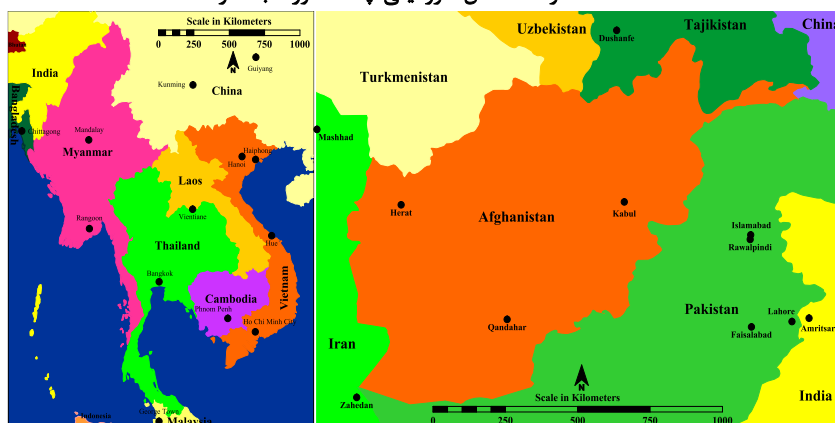 Scale in Kilometers
0 250 500 750 1000
N
Guiyang
Kunming
China
India
Bangladesh
Chittagong
Mandalay
Myanmar
Haiphong
Hanoi
Laos
Vientiane
Rangoon
Hue
Thailand
Bangkok
Vietnam
Cambodia
Phnom Penh
Ho Chi Minh City
George Town
Indonesia
Malaysia
Uzbekistan
Dushanfe
Tajikistan
China
Turkmenistan
Mashhad
Herat
Afghanistan
Kabul
Islamabad
Rawalpindi
Pakistan
Lahore
Qandahar
Faisalabad
Amritsar
Iran
N
India
Zahedan
Scale in Kilometers
0 250 500 750 1000